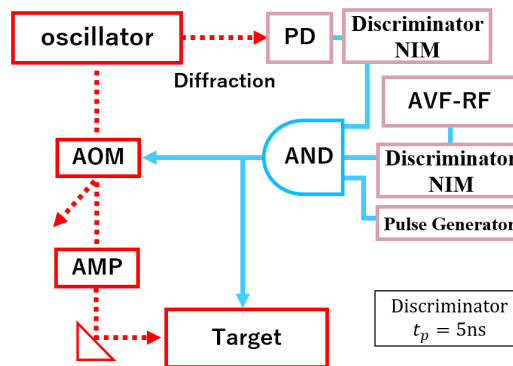 oscillator
PD
Discriminator
NIM
Diffraction
AVF-RF
AOM
AND
Discriminator
NIM
Pulse Generator
AMP
Target
Discriminator
t_p = 5ns